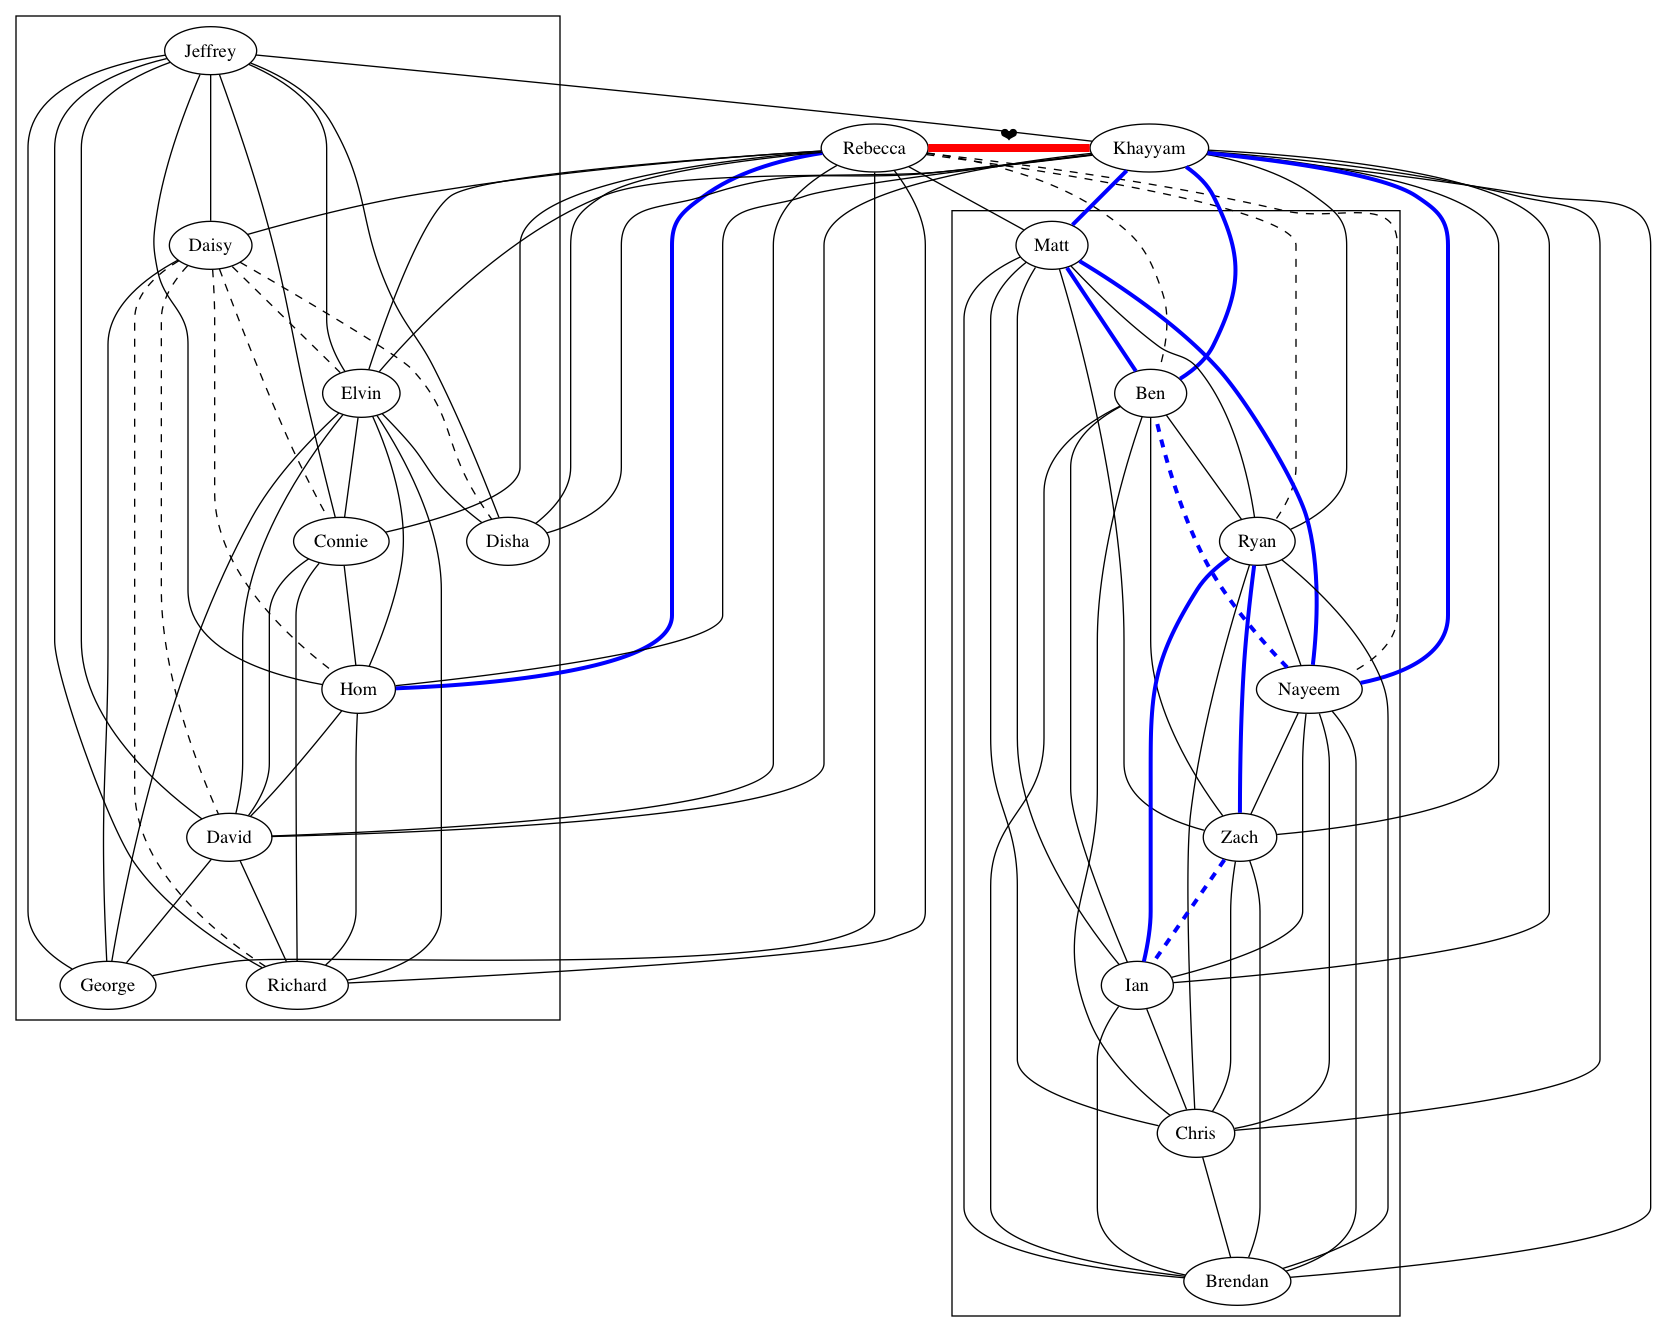 Jeffrey
❤
Rebecca
Khayyam
Daisy
Matt
Elvin
Ben
Connie
Disha
Ryan
Hom
Nayeem
David
Zach
George
Richard
Ian
Chris
Brendan